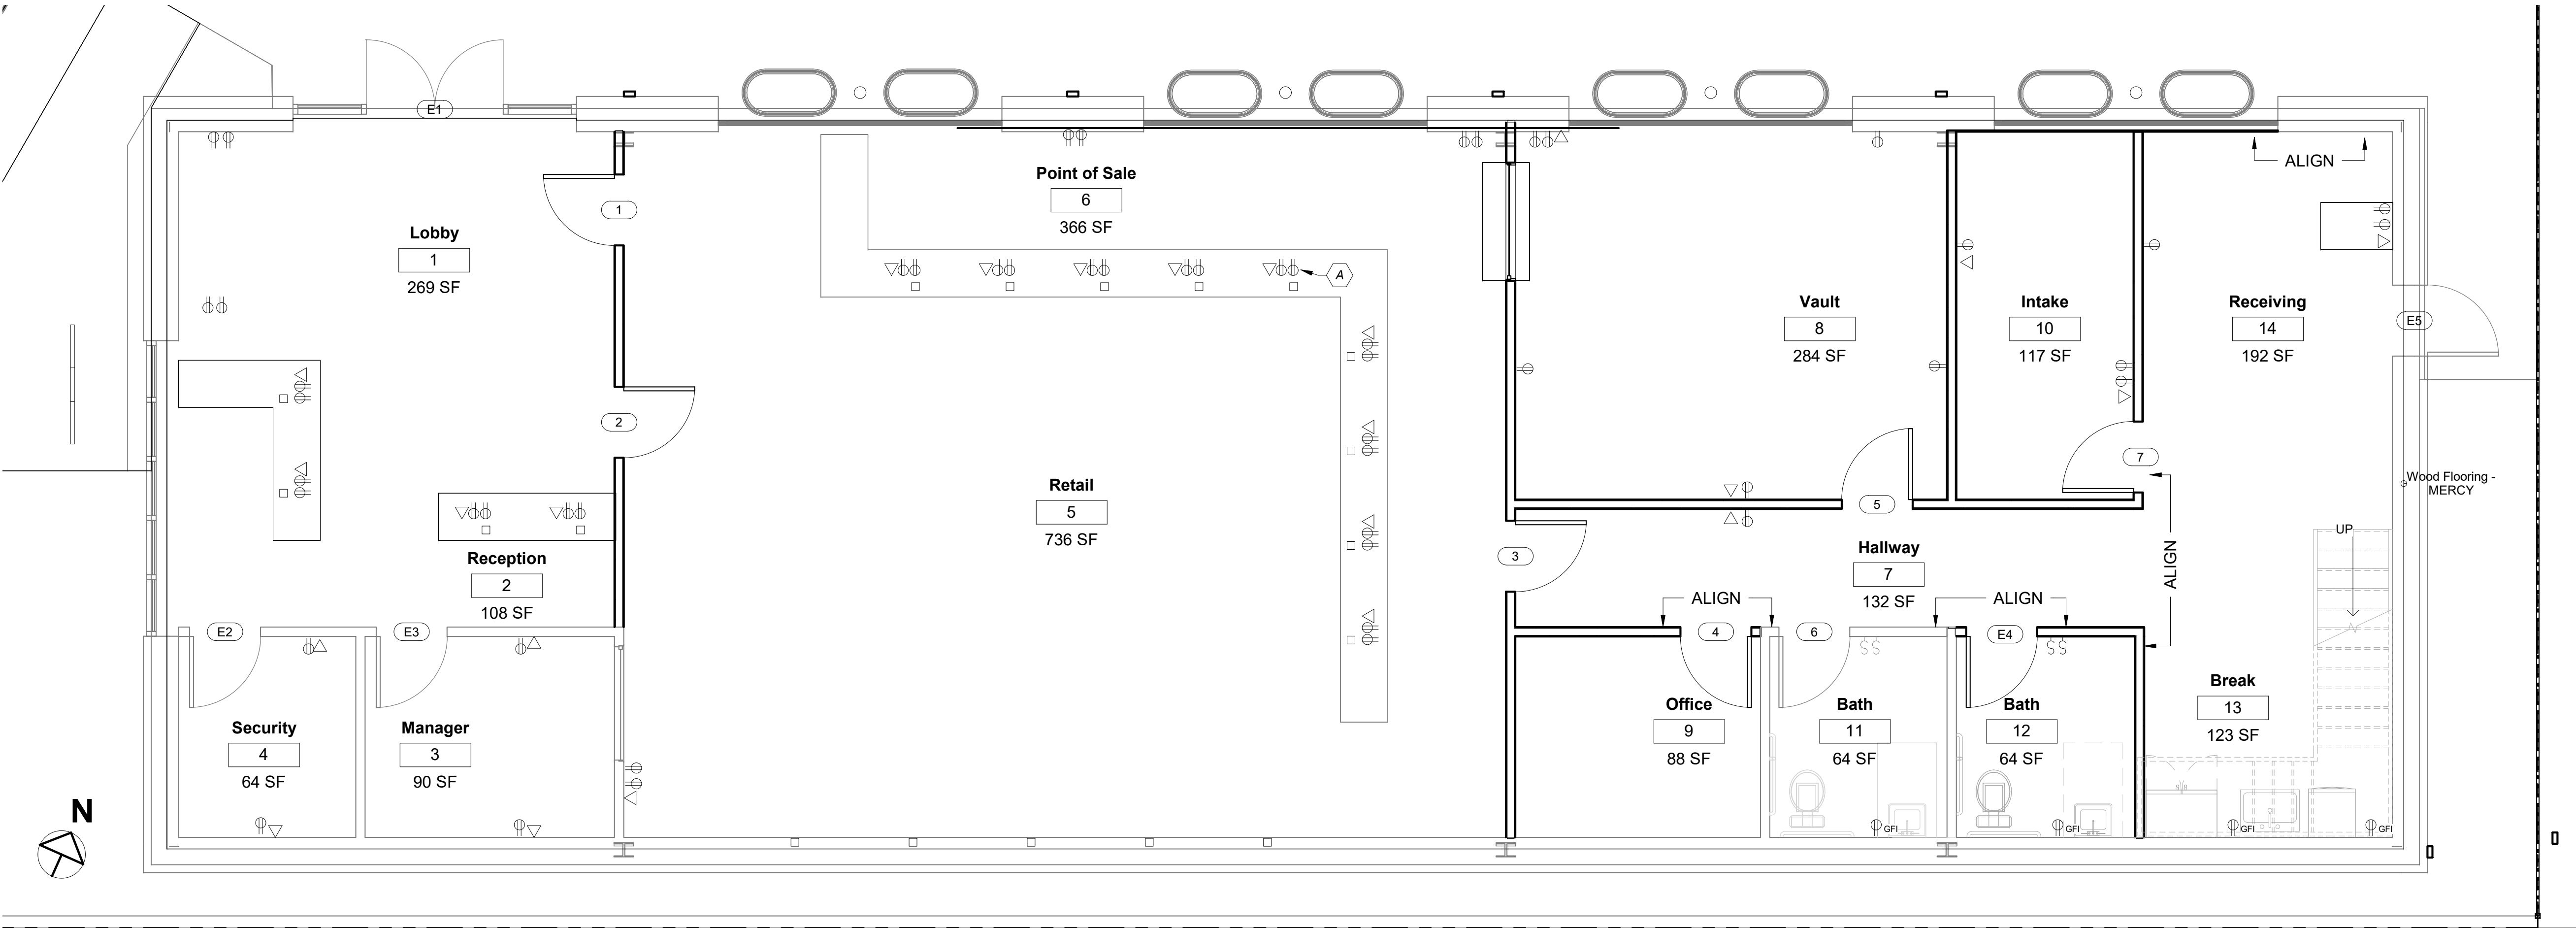 E1
ALIGN
Point of Sale
6
366 SF
1
Lobby
1
269 SF
A
Vault
8
284 SF
Intake
10
117 SF
Receiving
14
192 SF
E5
2
7
Wood Flooring -
MERCY
Retail
5
736 SF
5
UP
Reception
2
108 SF
3
Hallway
7
132 SF
ALIGN
ALIGN
ALIGN
E2
E3
4
6
E4
Security
4
64 SF
Manager
3
90 SF
Office
9
88 SF
Bath
11
64 SF
Bath
12
64 SF
Break
13
123 SF
N
GFI
GFI
GFI
GFI